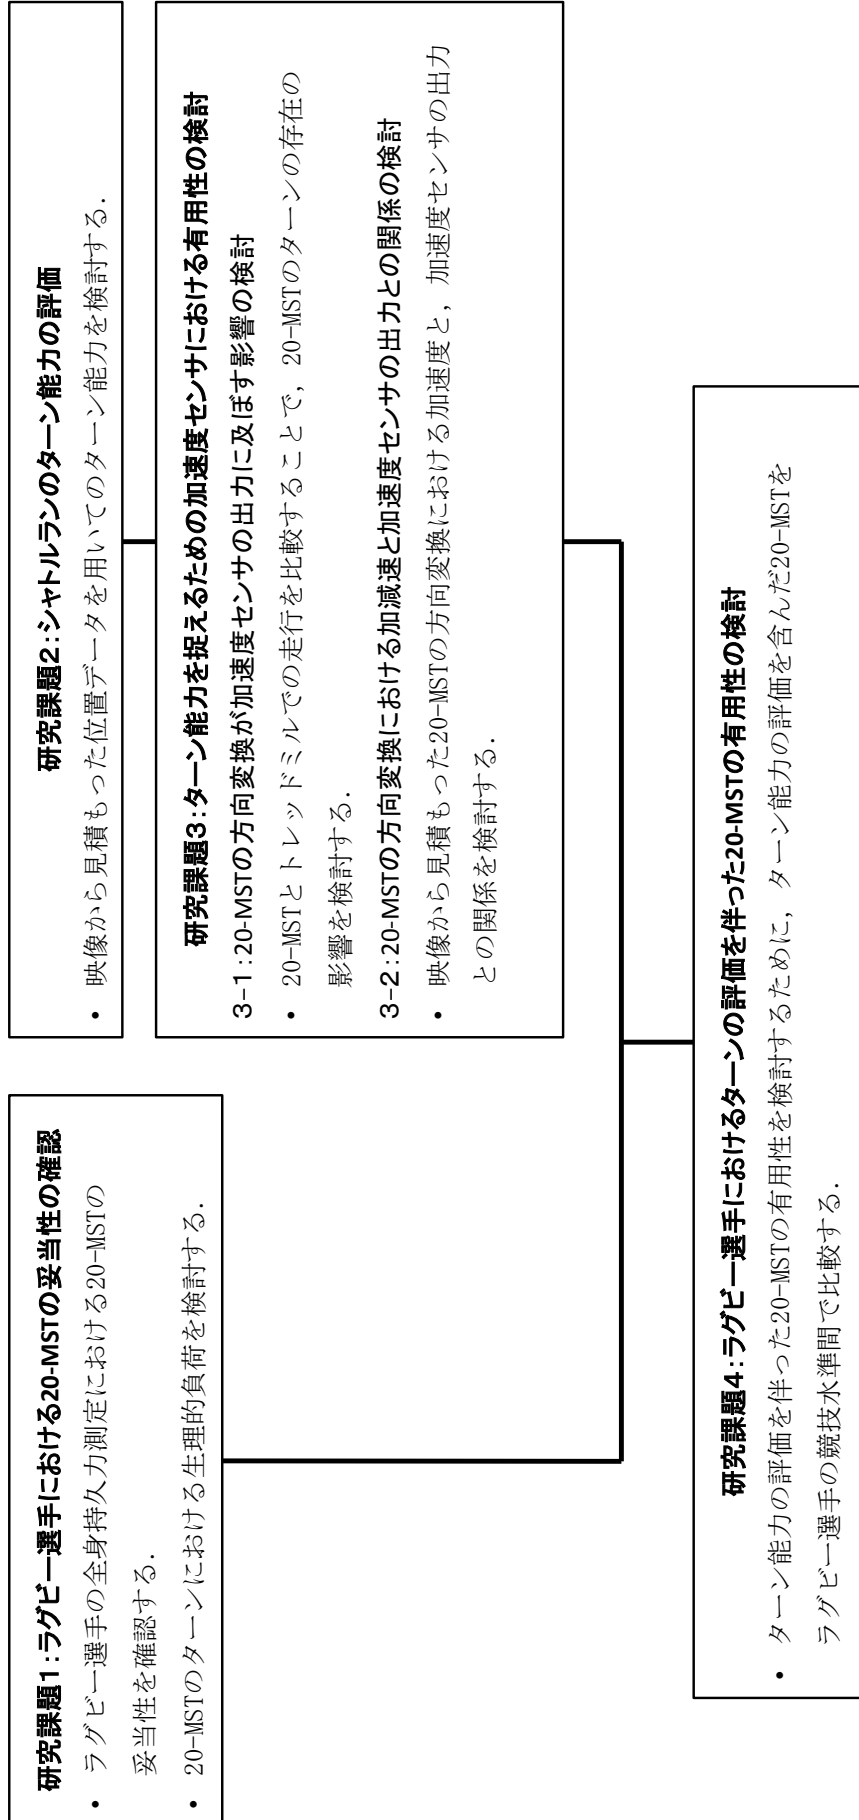 研究課題1:ラグビー選手における20-MSTの妥当性の確認
• ラグビー選手の全身持久力測定における20-MSTの
妥当性を確認する.
• 20-MSTのターンにおける生理的負荷を検討する.
研究課題2:シャトルランのターン能力の評価
• 映像から見積もった位置データを用いてのターン能力を検討する.
研究課題3:ターン能力を捉えるための加速度センサにおける有用性の検討
3-1:20-MSTの方向変換が加速度センサの出力に及ぼす影響の検討
• 20-MSTとトレッドミルでの走行を比較することで, 20-MSTのターンの存在の
影響を検討する.
3-2:20-MSTの方向変換における加減速と加速度センサの出力との関係の検討
• 映像から見積もった20-MSTの方向変換における加速度と, 加速度センサの出力
との関係を検討する.
研究課題4:ラグビー選手におけるターンの評価を伴った20-MSTの有用性の検討
• ターン能力の評価を伴った20-MSTの有用性を検討するために, ターン能力の評価を含んだ20-MSTを
ラグビー選手の競技水準間で比較する.